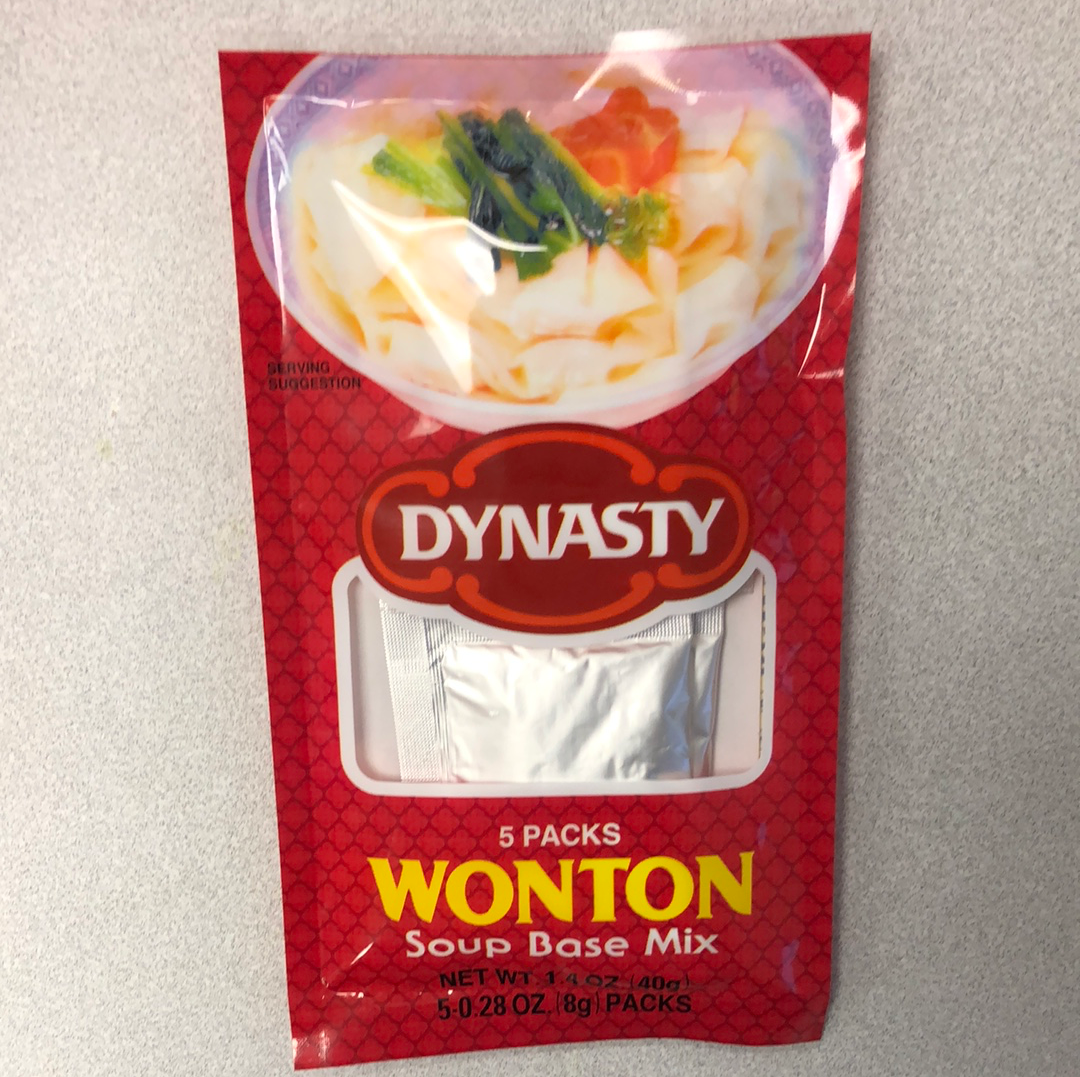 SERVING
SUGGESTION
DYNASTY
5 PACKS
WONTON
Soup Base Mix
NET WT. 1.4 OZ. (40g)
5-0.28 OZ. (8g) PACKS